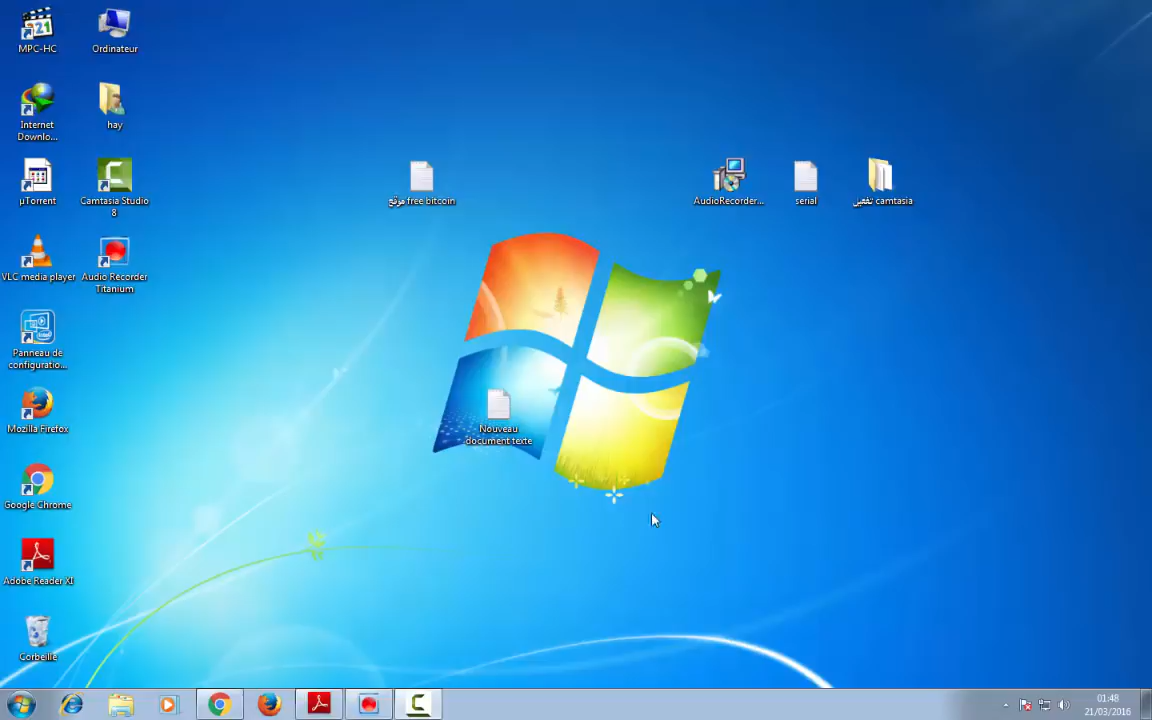 MPC-HC
Ordinateur
Internet
Downlo...
hay
µTorrent
Camtasia Studio
8
موقع free bitcoin
AudioRecorder...
serial
تفعيل camtasia
VLC media player
Audio Recorder
Titanium
Panneau de
configuratio...
Mozilla Firefox
Nouveau
document texte
Google Chrome
Adobe Reader XI
Corbeille
01:48
21/03/2016